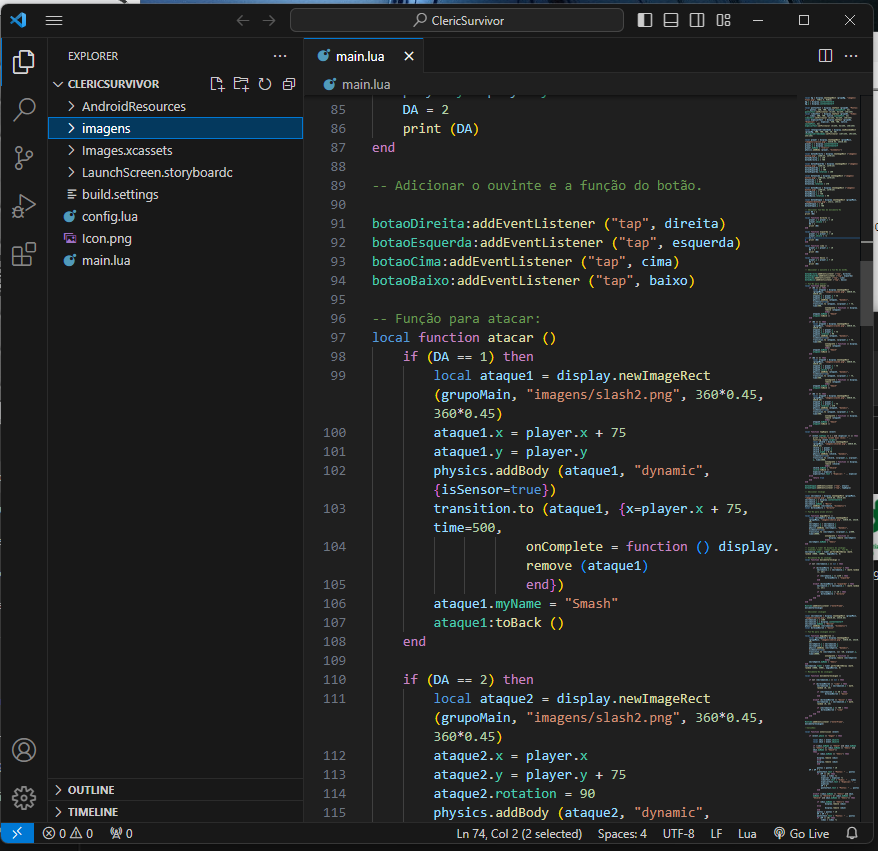 ClericSurvivor
EXPLORER
CLERICSURVIVOR
AndroidResources
imagens
Images.xcassets
LaunchScreen.storyboardc
build.settings
config.lua
Icon.png
main.lua
OUTLINE
TIMELINE
main.lua
main.lua
85 DA = 2
86 print (DA)
87 end
88
89 -- Adicionar o ouvinte e a função do botão.
90
91 botaoDireita:addEventListener ("tap", direita)
92 botaoEsquerda:addEventListener ("tap", esquerda)
93 botaoCima:addEventListener ("tap", cima)
94 botaoBaixo:addEventListener ("tap", baixo)
95
96 -- Função para atacar:
97 local function atacar ()
98 if (DA == 1) then
99 local ataque1 = display.newImageRect
(grupoMain, "imagens/slash2.png", 360*0.45,
360*0.45)
100 ataque1.x = player.x + 75
101 ataque1.y = player.y
102 physics.addBody (ataque1, "dynamic",
{isSensor=true})
103 transition.to (ataque1, {x=player.x + 75,
time=500,
104 onComplete = function () display.
remove (ataque1)
105 end})
106 ataque1.myName = "Smash"
107 ataque1:toBack ()
108 end
109
110 if (DA == 2) then
111 local ataque2 = display.newImageRect
(grupoMain, "imagens/slash2.png", 360*0.45,
360*0.45)
112 ataque2.x = player.x
113 ataque2.y = player.y + 75
114 ataque2.rotation = 90
115 physics.addBody (ataque2, "dynamic",
0 0 0 Ln 74, Col 2 (2 selected) Spaces: 4 UTF-8 LF Lua Go Live